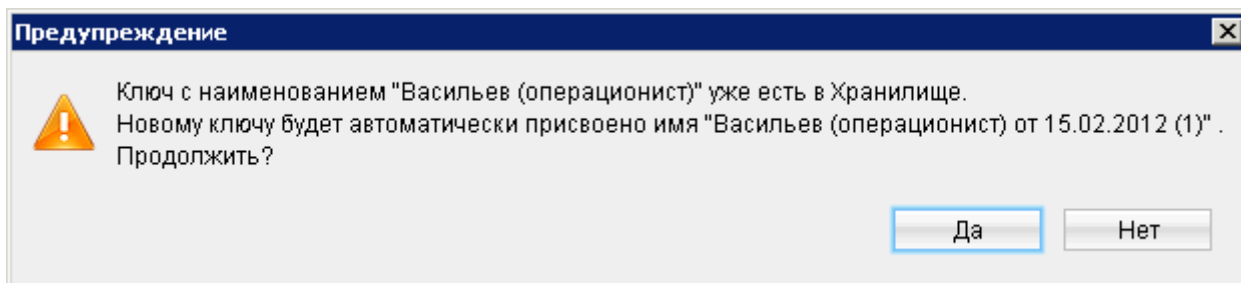 Предупреждение
Ключ с наименованием "Васильев (операционист)" уже есть в Хранилище.
Новому ключу будет автоматически присвоено имя "Васильев (операционист) от 15.02.2012 (1)" .
Продолжить?
Да
Нет